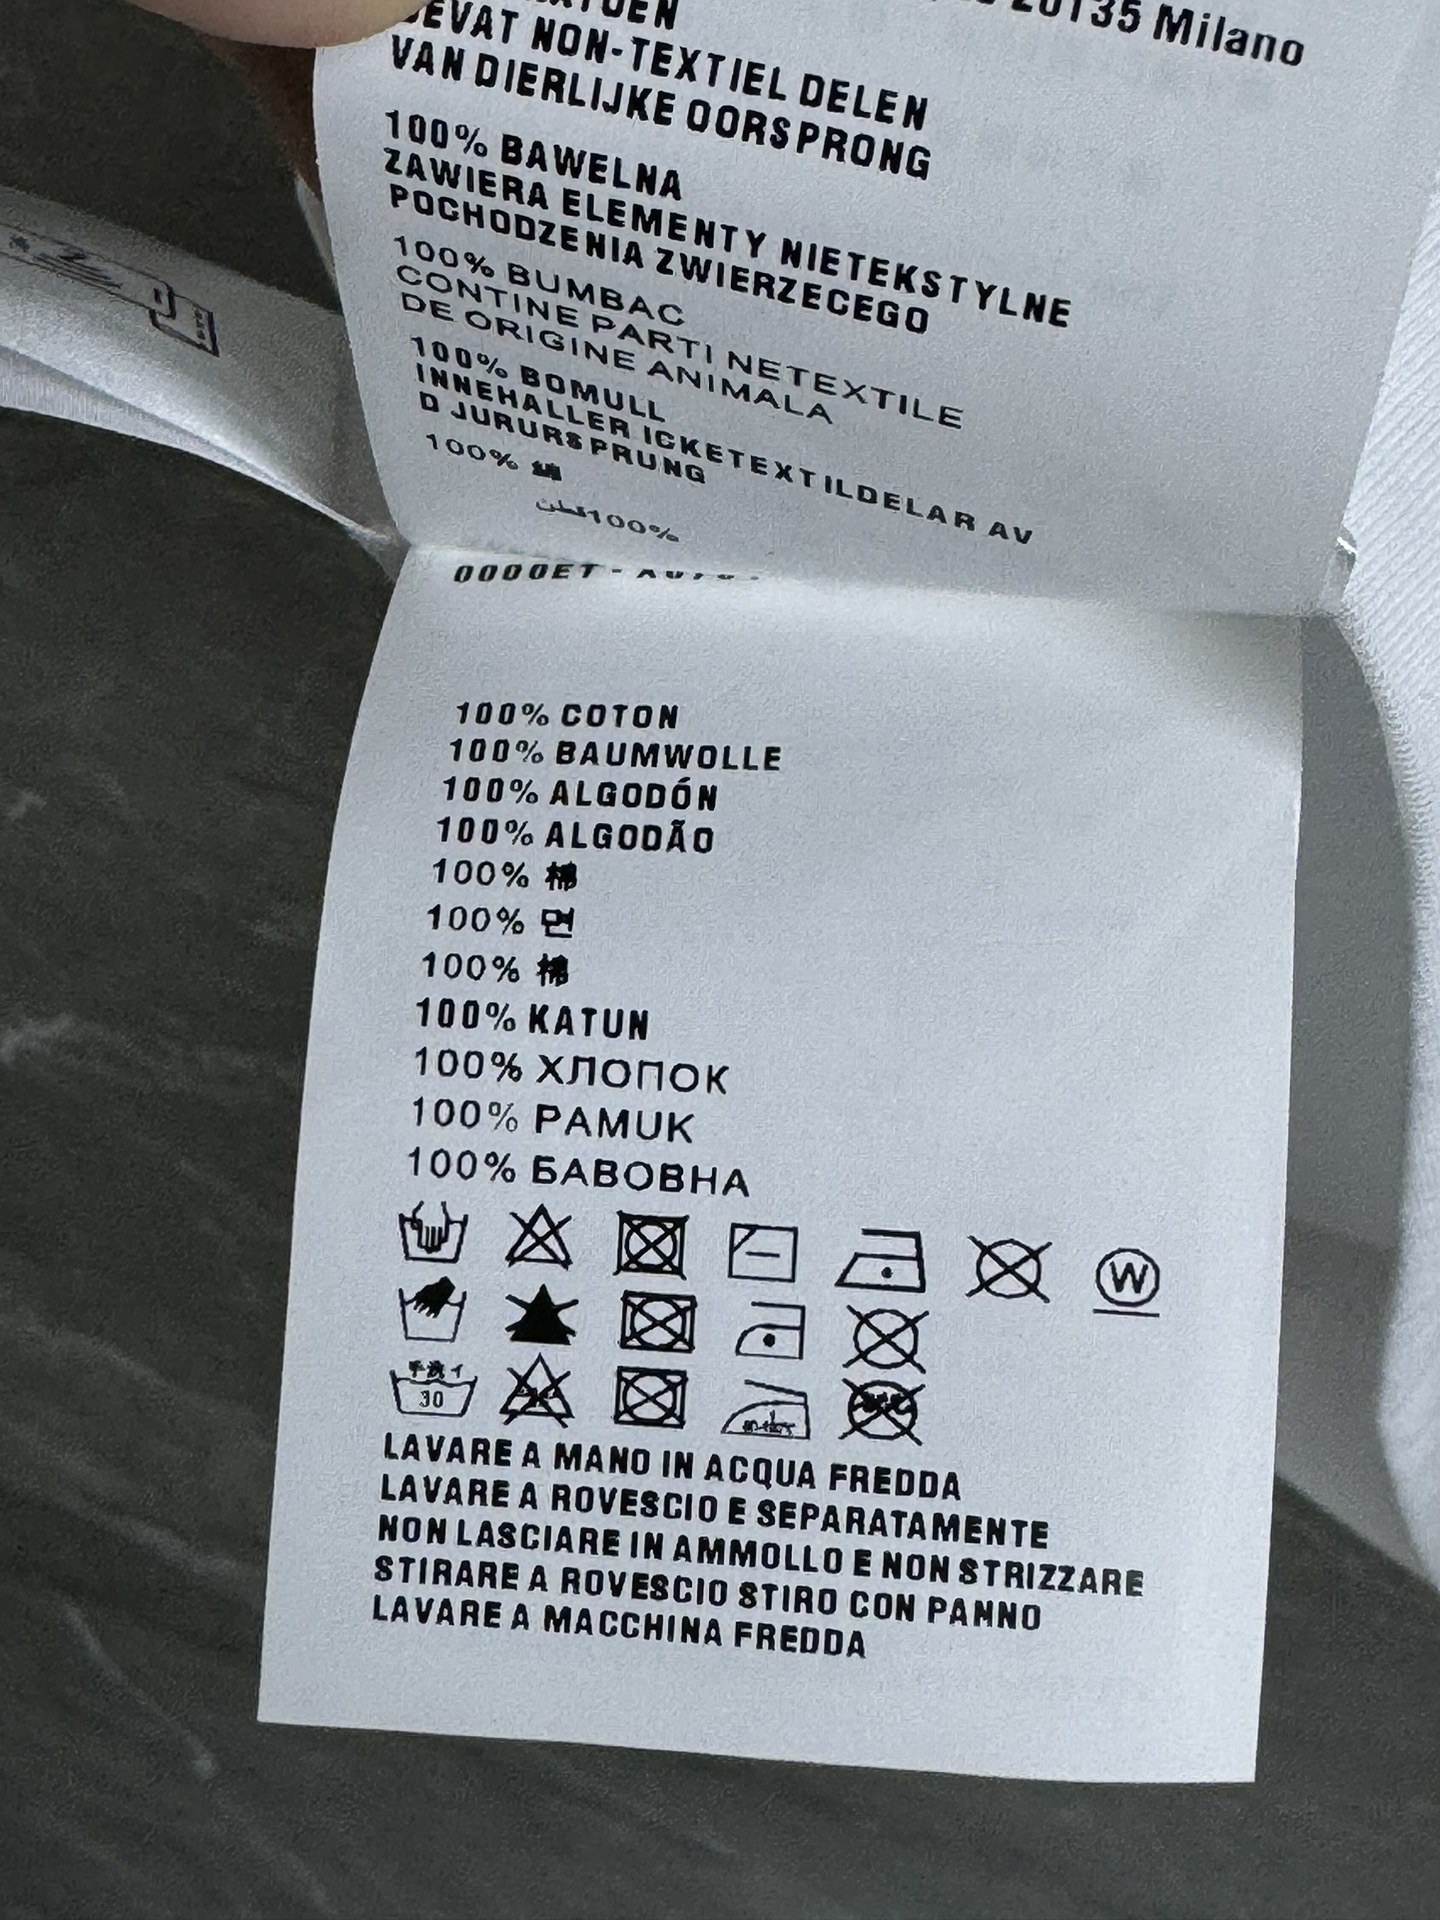 20135 Milano
BEVAT NON-TEXTIEL DELEN
VAN DIERLIJKE OORSPRONG
100% BAWELNA
ZAWIERA ELEMENTY NIETEKSTYLNE
POCHODZENIA ZWIERZECEGO
100% BUMBAC
CONTINE PARTI NETEXTILE
DE ORIGINE ANIMALA
100% BOMULL
INNEHALLER ICKETEXTILDELAR AV
D JURURSPRUNG
100%
100%
0000ET -
100% COTON
100% BAUMWOLLE
100% ALGODÓN
100% ALGODÃO
100% 棉
100% 면
100% 棉
100% KATUN
100% ХЛОПОК
100% PAMUK
100% БАВОВНА
W
30
LAVARE A MANO IN ACQUA FREDDA
LAVARE A ROVESCIO E SEPARATAMENTE
NON LASCIARE IN AMMOLLO E NON STRIZZARE
STIRARE A ROVESCIO STIRO CON PANNO
LAVARE A MACCHINA FREDDA